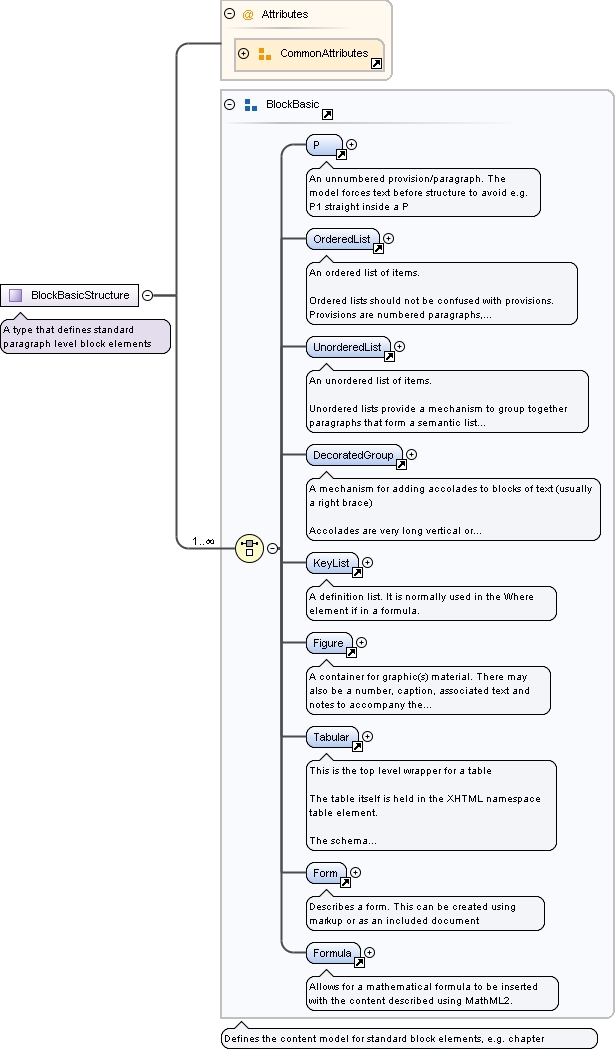 Attributes
CommonAttributes
BlockBasic
P
An unnumbered provision/paragraph. The
model forces text before structure to avoid e.g.
P1 straight inside a P
OrderedList
An ordered list of items.
Ordered lists should not be confused with provisions.
Provisions are numbered paragraphs,...
BlockBasicStructure
A type that defines standard
paragraph level block elements
UnorderedList
An unordered list of items.
Unordered lists provide a mechanism to group together
paragraphs that form a semantic list...
DecoratedGroup
A mechanism for adding accolades to blocks of text (usually
a right brace)
Accolades are very long vertical or...
1..∞
KeyList
A definition list. It is normally used in the Where
element if in a formula.
Figure
A container for graphic(s) material. There may
also be a number, caption, associated text and
notes to accompany the...
Tabular
This is the top level wrapper for a table
The table itself is held in the XHTML namespace
table element.
The schema...
Form
Describes a form. This can be created using
markup or as an included document
Formula
Allows for a mathematical formula to be inserted
with the content described using MathML2.
Defines the content model for standard block elements, e.g. chapter